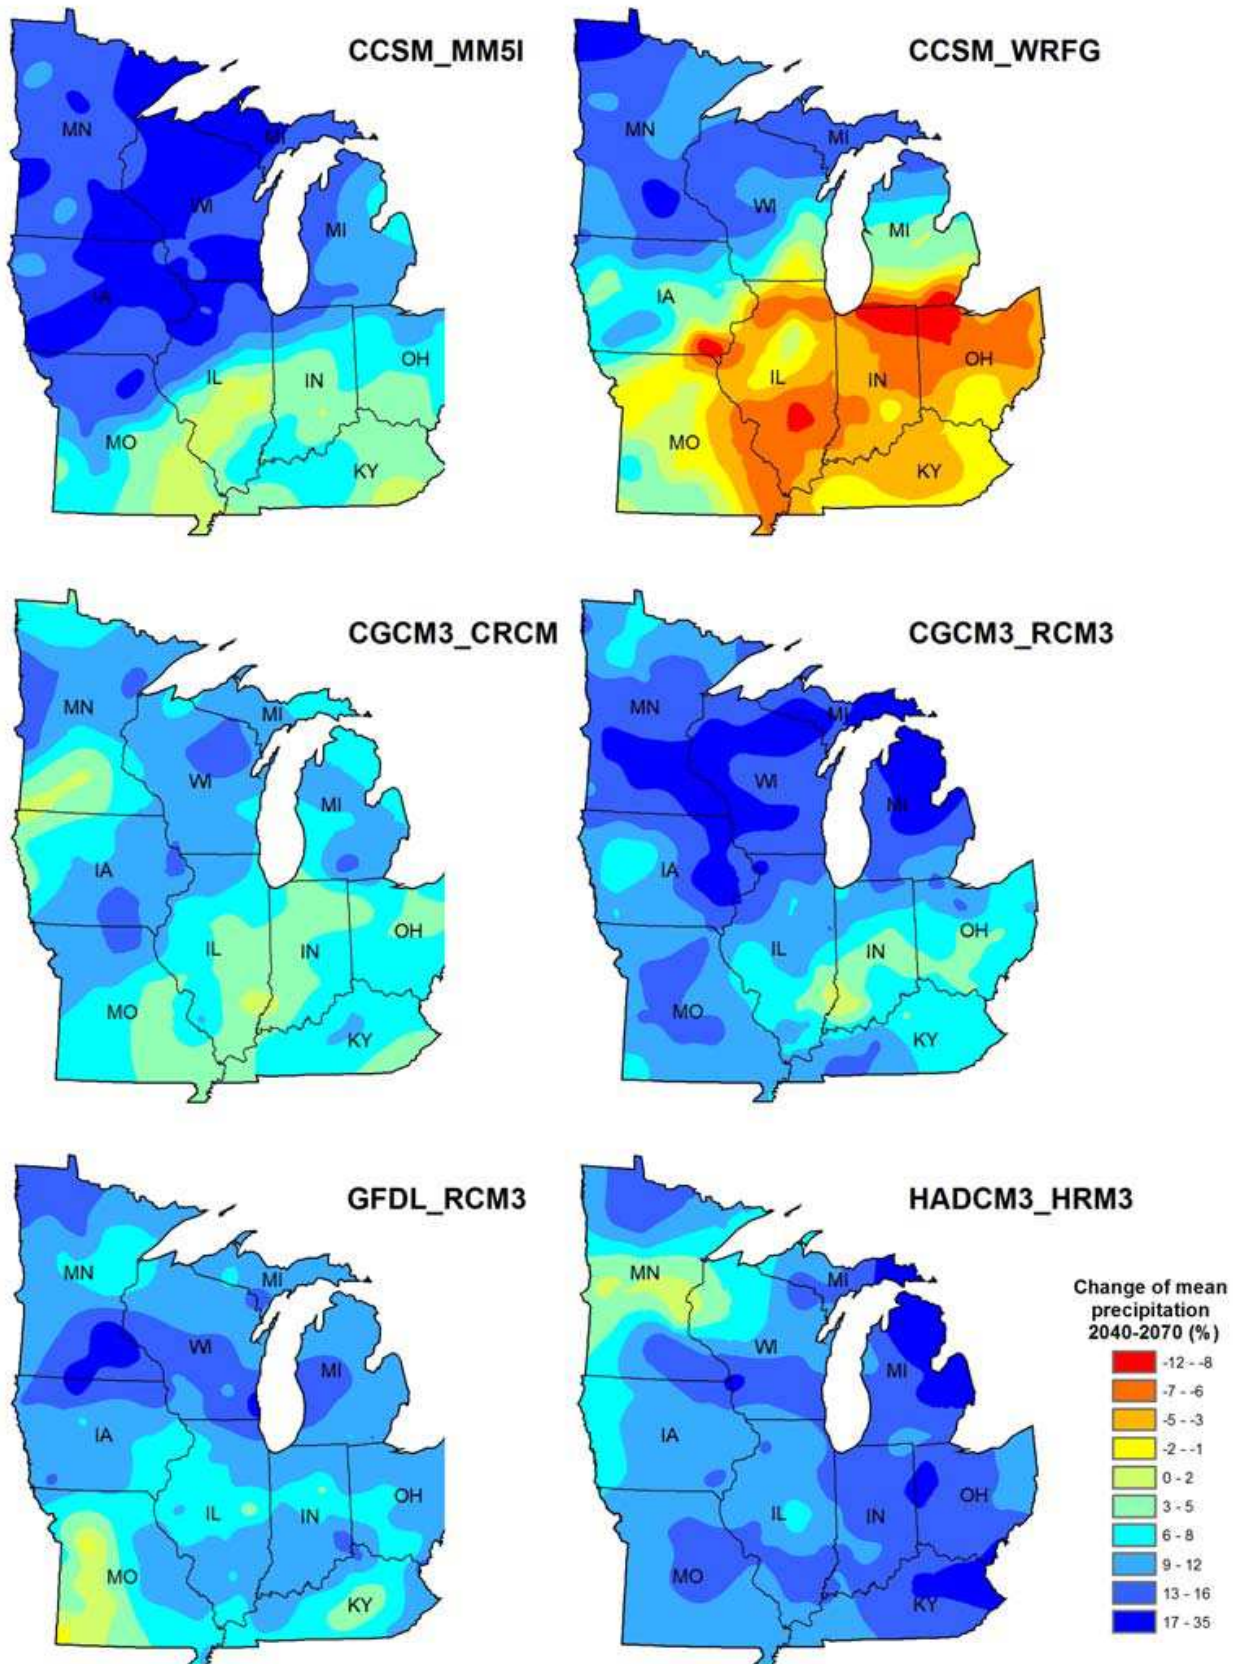 CCSM_MM5I
CCSM_WRFG
MN
MI
WI
MI
IA
IL
IN
OH
MO
KY
MN
MI
WI
MI
IA
IL
IN
OH
MO
KY
CGCM3_CRCM
CGCM3_RCM3
MN
MI
WI
MI
IA
IL
IN
OH
MO
KY
MN
MI
WI
MI
IA
IL
IN
OH
MO
KY
GFDL_RCM3
HADCM3_HRM3
MN
MI
WI
MI
IA
IL
IN
OH
MO
KY
MN
MI
WI
MI
IA
IL
IN
OH
MO
KY
Change of mean
precipitation
2040-2070 (%)
-12 - -8
-7 - -6
-5 - -3
-2 - -1
0 - 2
3 - 5
6 - 8
9 - 12
13 - 16
17 - 35